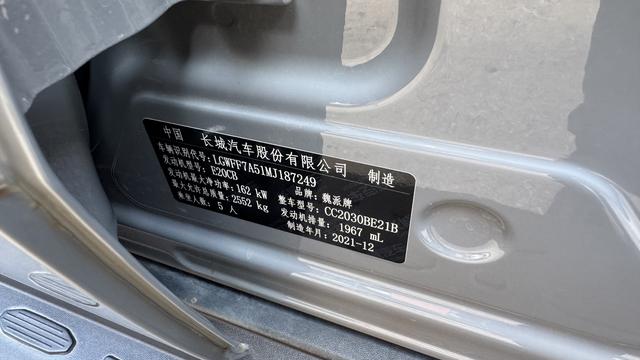 中国 长城汽车股份有限公司 制造
车辆识别代号:LGWFF7A51MJ187249
发动机型号:E20CB 品牌:魏派牌
发动机最大净功率:162 kW 整车型号:CC2030BE21B
最大允许总质量:2552 kg 发动机排量:1967 mL
乘坐人数:5 人 制造年月:2021-12